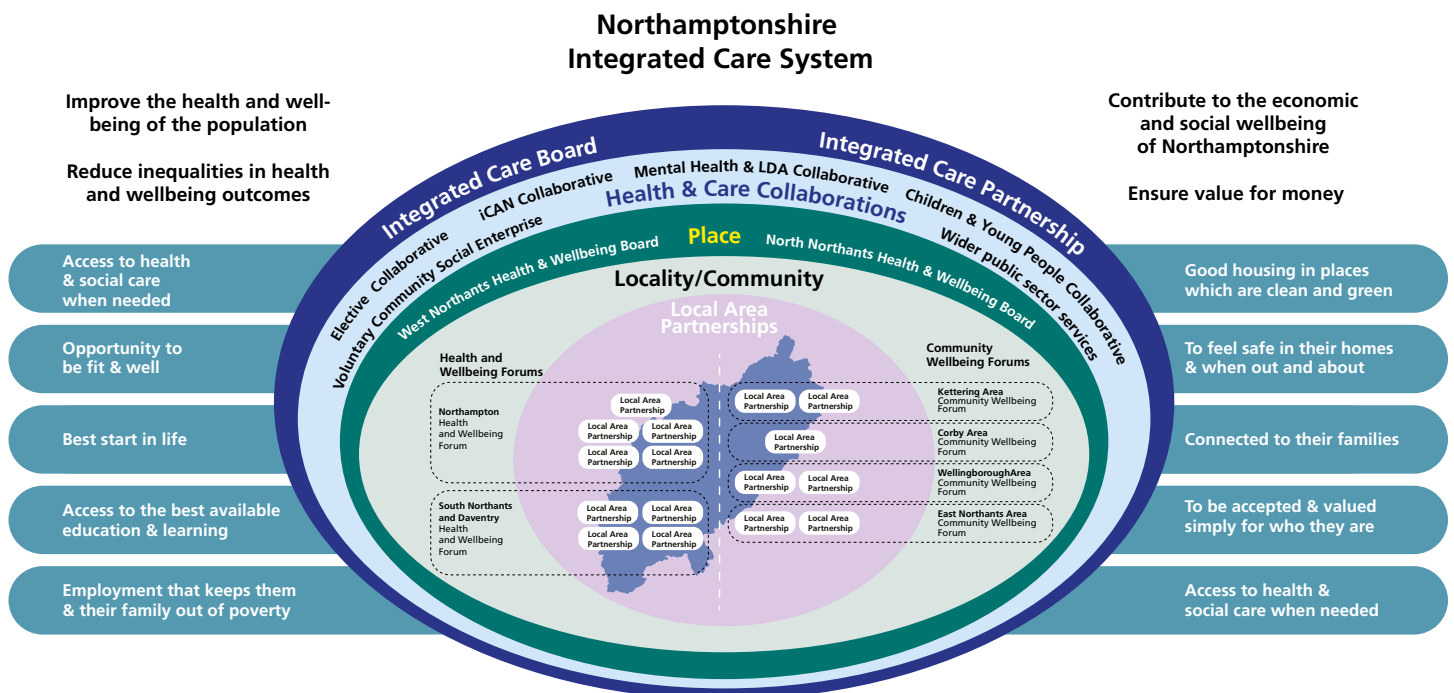 Northamptonshire
Integrated Care System
Improve the health and well-
being of the population
Reduce inequalities in health
and wellbeing outcomes
Contribute to the economic
and social wellbeing
of Northamptonshire
Ensure value for money
Access to health
& social care
when needed
Opportunity to
be fit & well
Best start in life
Access to the best available
education & learning
Employment that keeps them
& their family out of poverty
Integrated Care Board
Integrated Care Partnership
Elective Collaborative
iCAN Collaborative
Mental Health & LDA Collaborative
Children & Young People Collaborative
Voluntary Community Social Enterprise
Health & Care Collaborations
Wider public sector services
West Northants Health & Wellbeing Board
Place
North Northants Health & Wellbeing Board
Locality/Community
Local Area
Partnerships
Health and
Wellbeing Forums
Northampton
Health
and Wellbeing
Forum
Local Area
Partnership
Local Area
Partnership
Local Area
Partnership
Local Area
Partnership
Local Area
Partnership
South Northants
and Daventry
Health
and Wellbeing
Forum
Local Area
Partnership
Local Area
Partnership
Local Area
Partnership
Local Area
Partnership
Community
Wellbeing Forums
Local Area
Partnership
Local Area
Partnership
Kettering Area
Community Wellbeing
Forum
Local Area
Partnership
Corby Area
Community Wellbeing
Forum
Local Area
Partnership
Local Area
Partnership
WellingboroughArea
Community Wellbeing
Forum
Local Area
Partnership
Local Area
Partnership
East Northants Area
Community Wellbeing
Forum
Good housing in places
which are clean and green
To feel safe in their homes
& when out and about
Connected to their families
To be accepted & valued
simply for who they are
Access to health &
social care when needed